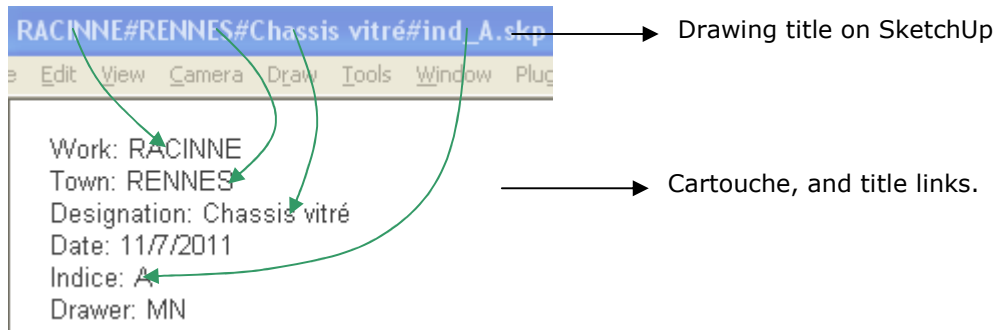 RACINNE#RENNES#Chassis vitré#ind_A.skp
Drawing title on SketchUp
Edit View Camera Draw Tools Window Plug
Work: RACINNE
Town: RENNES
Cartouche, and title links.
Designation: Chassis vitré
Date: 11/7/2011
Indice: A
Drawer: MN